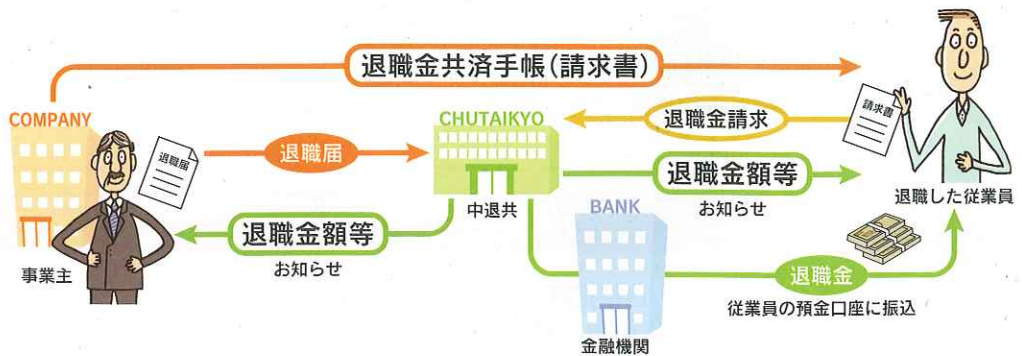 退職金共済手帳(請求書)
COMPANY
退職届
退職届
事業主
CHUTAIKYO
中退共
退職金請求
請求書
退職した従業員
退職金額等
お知らせ
退職金額等
お知らせ
BANK
金融機関
退職金
従業員の預金口座に振込